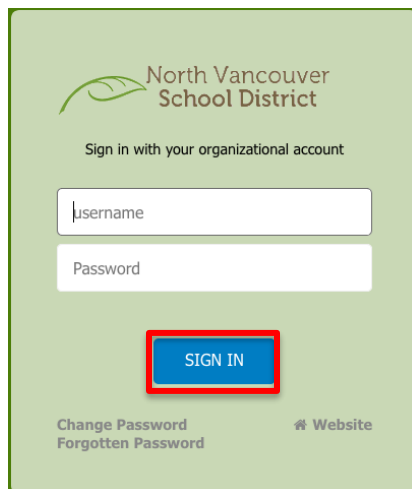 North Vancouver
School District
Sign in with your organizational account
username
Password
SIGN IN
Change Password
Website
Forgotten Password